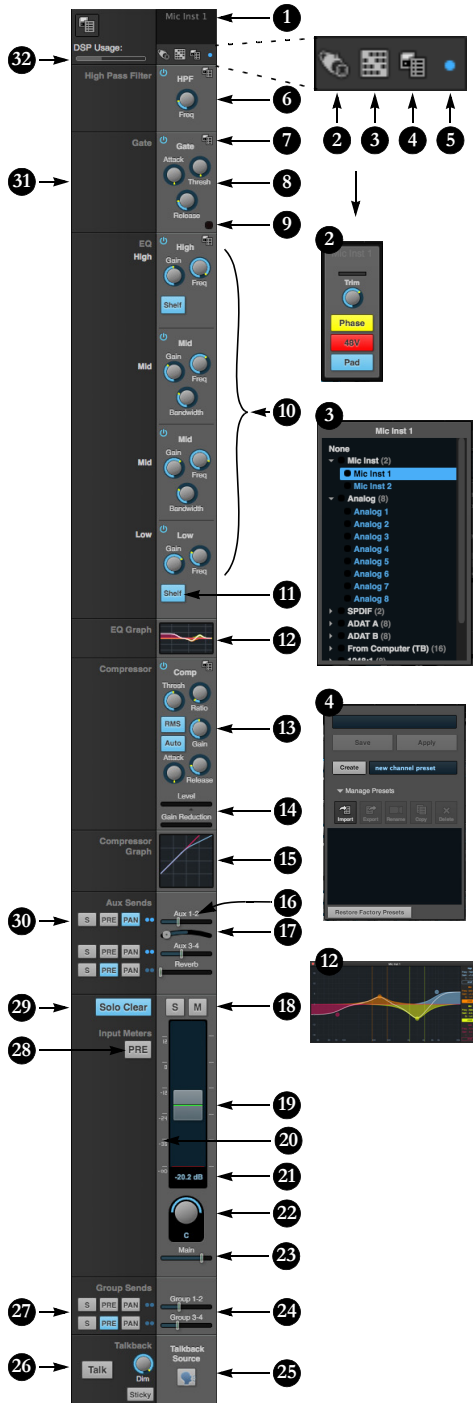 Mic Inst 1
1
DSP Usage:
32
2
3
4
5
High Pass Filter
HPF
Freq
6
Gate
Gate
7
Attack
Thresh
8
31
Release
9
EQ
High
High
Gain
Freq
Shelf
Mid
Mid
Gain
Freq
Bandwidth
10
Mid
Mid
Gain
Freq
Bandwidth
Low
Low
Gain
Freq
Shelf
11
EQ Graph
12
Compressor
Comp
Thresh
Ratio
RMS
Auto
Gain
13
Attack
Release
Level
14
Gain Reduction
Compressor
Graph
15
Aux Sends
16
30
S PRE PAN
Aux 1-2
17
S PRE PAN
Aux 3-4
S PRE PAN
Reverb
29
Solo Clear
S M
18
Input Meters
28
PRE
12
0
-12
19
-24
20
-20.2 dB
21
C
22
Main
23
Group Sends
27
S PRE PAN
Group 1-2
24
S PRE PAN
Group 3-4
Talkback
Talkback
Source
26
Talk
Dim
25
Sticky
2
Mic Inst 1
Trim
Phase
48V
Pad
3
Mic Inst 1
None
Mic Inst (2)
Mic Inst 1
Mic Inst 2
Analog (8)
Analog 1
Analog 2
Analog 3
Analog 4
Analog 5
Analog 6
Analog 7
Analog 8
SPDIF (2)
ADAT A (8)
ADAT B (8)
From Computer (TB) (16)
4
Save
Apply
Create
new channel preset
Manage Presets
Import
Export
Rename
Copy
Delete
Restore Factory Presets
12